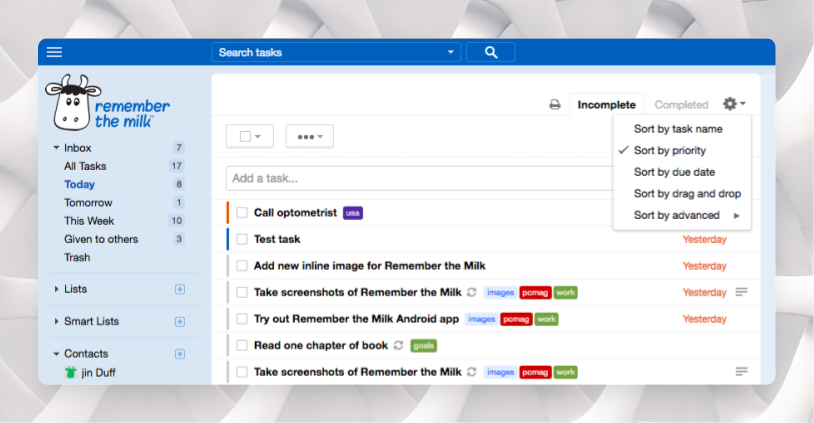 Search tasks
remember
the milk
Incomplete
Completed
Sort by task name
Sort by priority
Sort by due date
Sort by drag and drop
Sort by advanced
Inbox 7
All Tasks 17
Today 8
Tomorrow 1
This Week 10
Given to others 3
Trash
Lists
Smart Lists
Contacts
jin Duff
Add a task...
Call optometrist usa
Test task Yesterday
Add new inline image for Remember the Milk
Take screenshots of Remember the Milk images pcmag work Yesterday
Try out Remember the Milk Android app images pcmag work Yesterday
Read one chapter of book goals
Take screenshots of Remember the Milk images pcmag work